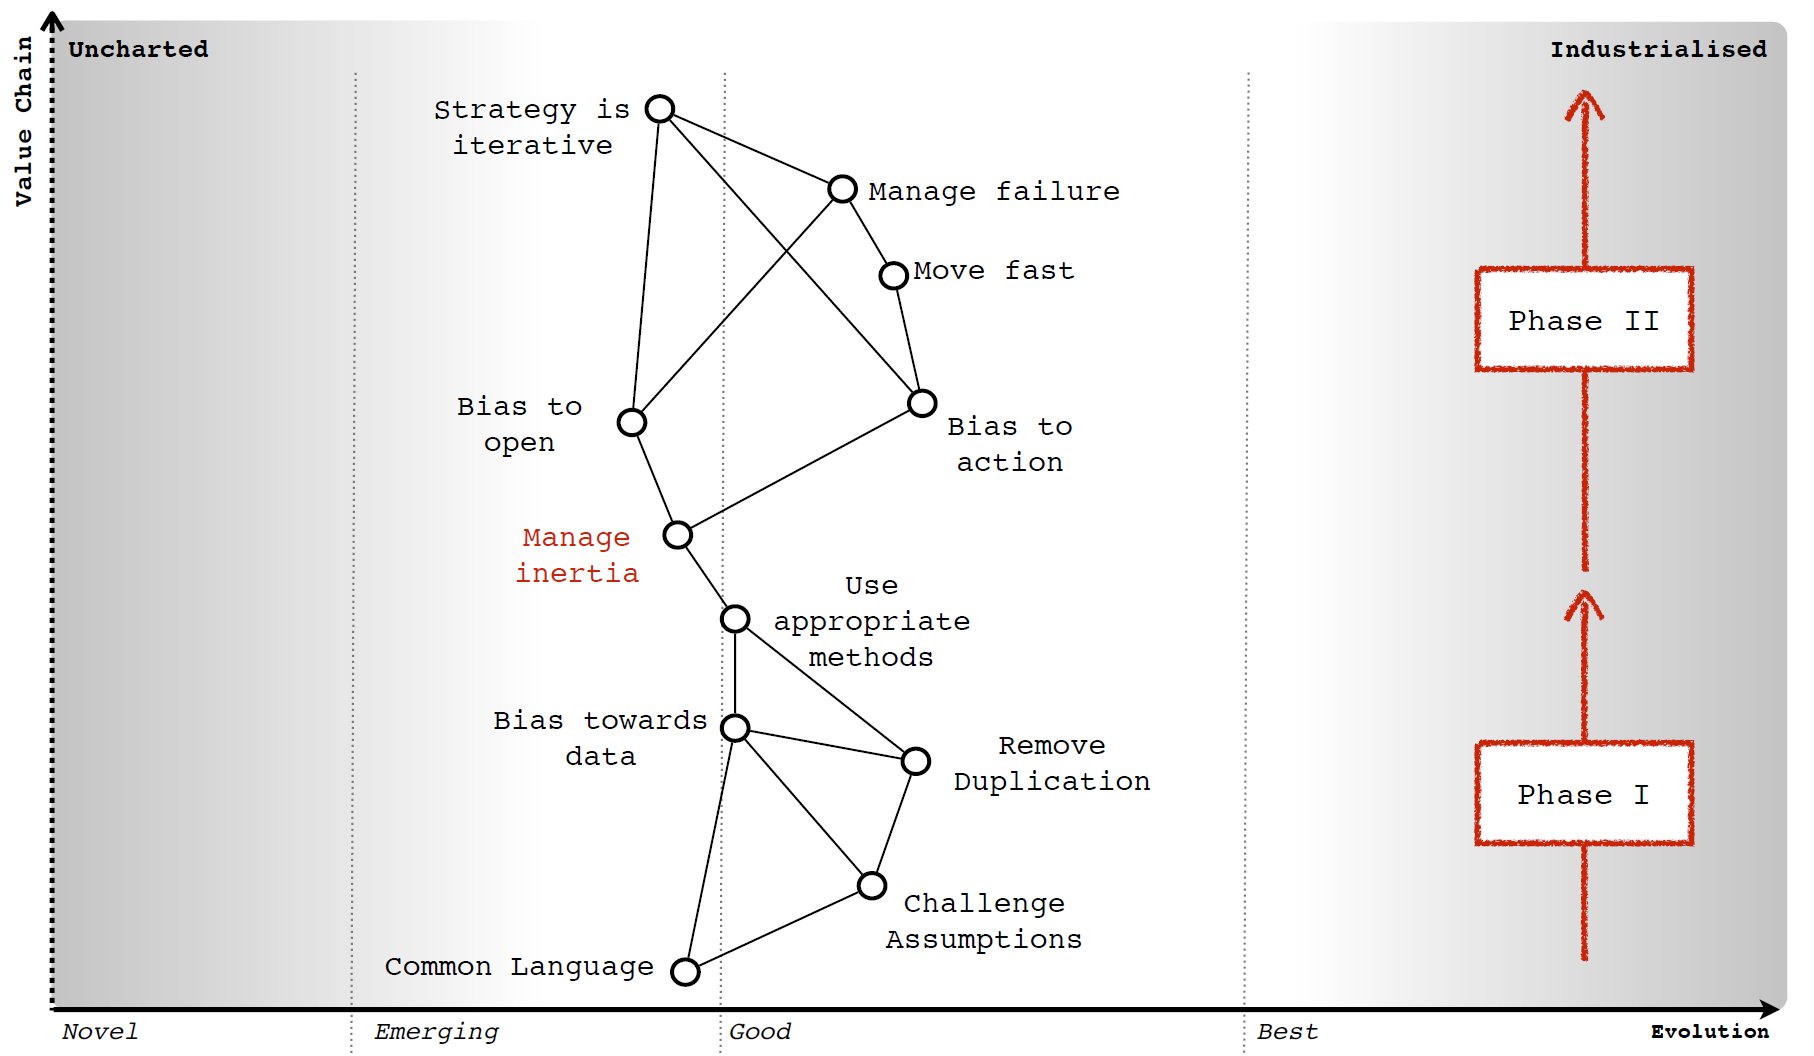 Value Chain
Uncharted
Industrialised
Strategy is
iterative
Manage failure
Move fast
Phase II
Bias to
open
Bias to
action
Manage
inertia
Use
appropriate
methods
Bias towards
data
Remove
Duplication
Phase I
Challenge
Assumptions
Common Language
Novel
Emerging
Good
Best
Evolution